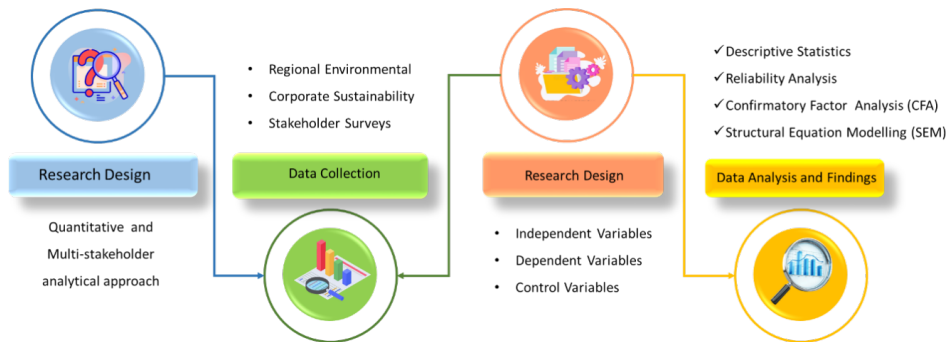 Research Design
Quantitative and
Multi-stakeholder
analytical approach
• Regional Environmental
• Corporate Sustainability
• Stakeholder Surveys
Data Collection
Research Design
• Independent Variables
• Dependent Variables
• Control Variables
✓Descriptive Statistics
✓Reliability Analysis
✓Confirmatory Factor Analysis (CFA)
✓Structural Equation Modelling (SEM)
Data Analysis and Findings